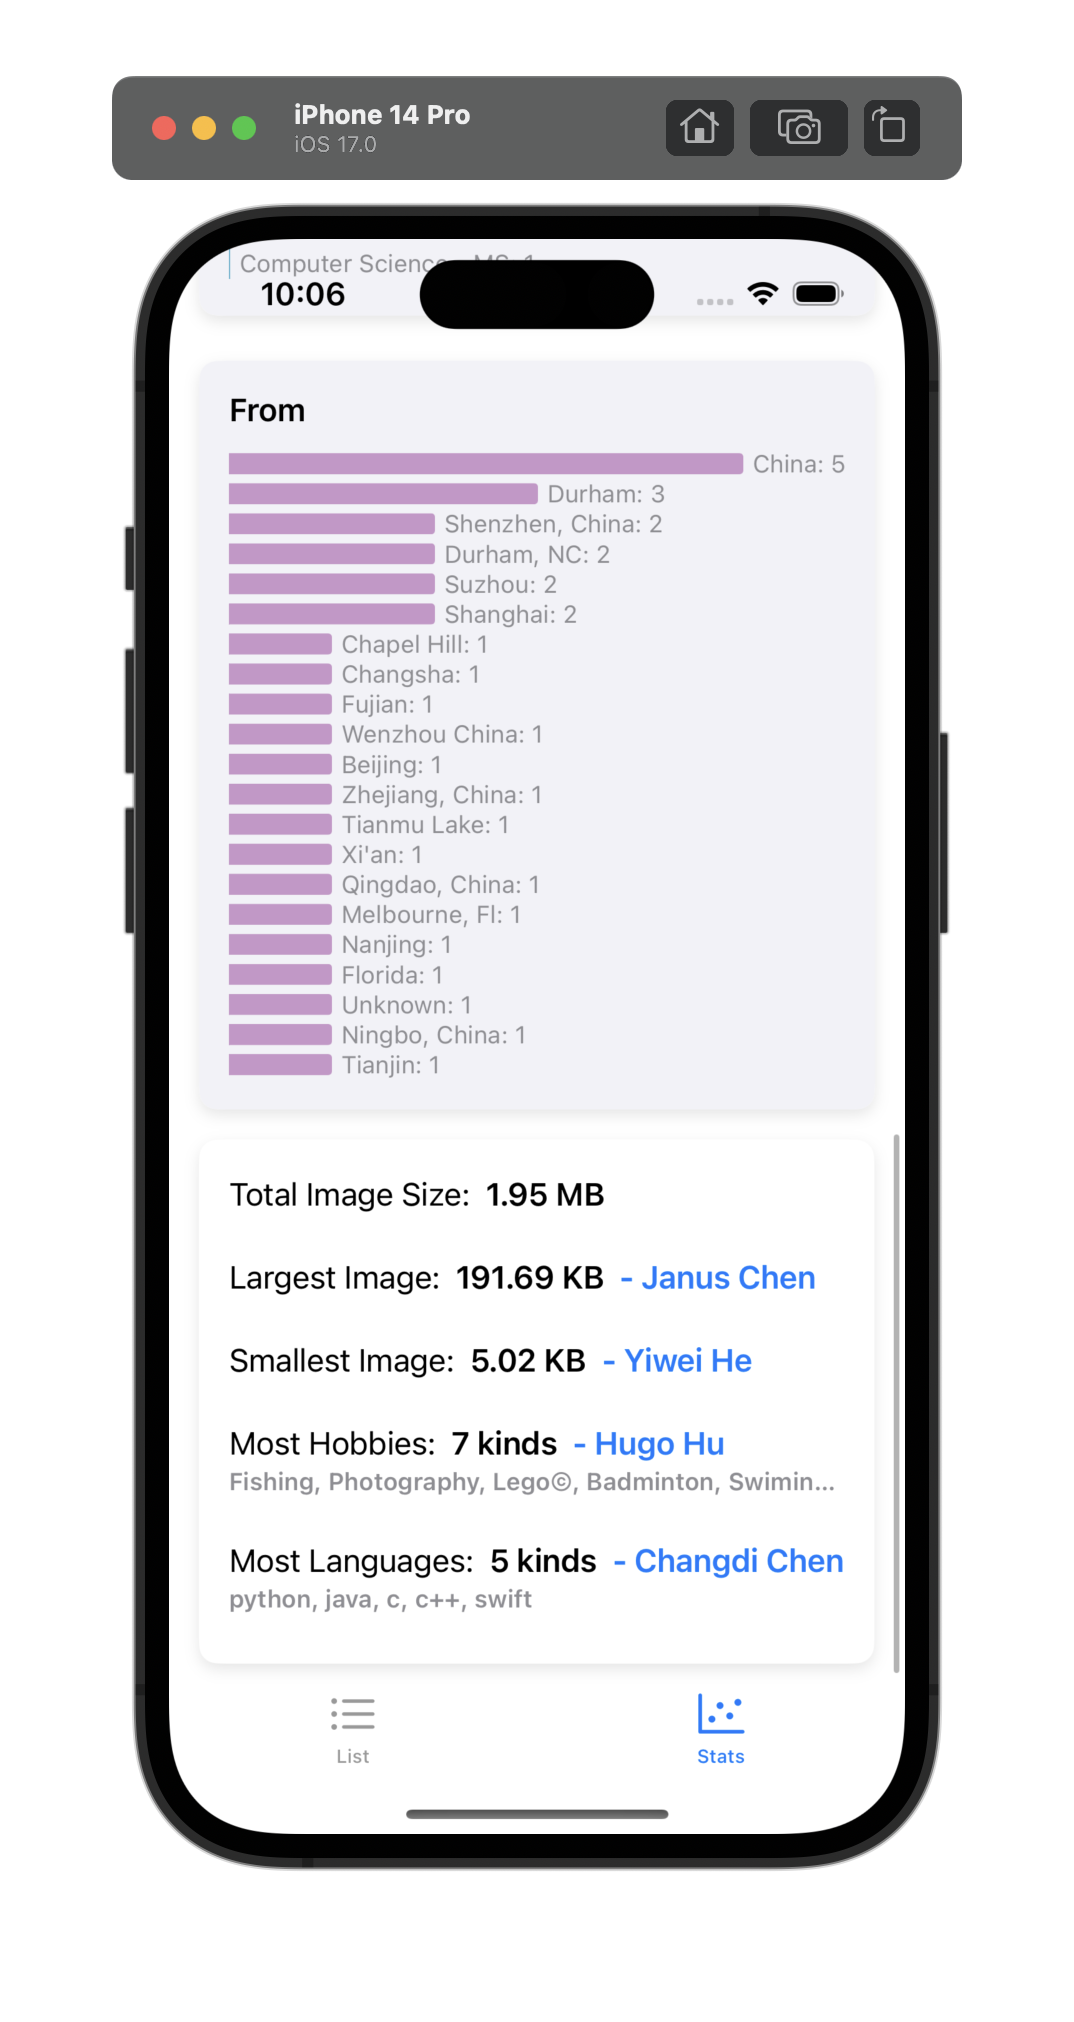 iPhone 14 Pro
iOS 17.0
Computer Science MS: 1
10:06
From
China: 5
Durham: 3
Shenzhen, China: 2
Durham, NC: 2
Suzhou: 2
Shanghai: 2
Chapel Hill: 1
Changsha: 1
Fujian: 1
Wenzhou China: 1
Beijing: 1
Zhejiang, China: 1
Tianmu Lake: 1
Xi'an: 1
Qingdao, China: 1
Melbourne, Fl: 1
Nanjing: 1
Florida: 1
Unknown: 1
Ningbo, China: 1
Tianjin: 1
Total Image Size: 1.95 MB
Largest Image: 191.69 KB - Janus Chen
Smallest Image: 5.02 KB - Yiwei He
Most Hobbies: 7 kinds - Hugo Hu
Fishing, Photography, Lego©, Badminton, Swimin...
Most Languages: 5 kinds - Changdi Chen
python, java, c, c++, swift
List
Stats